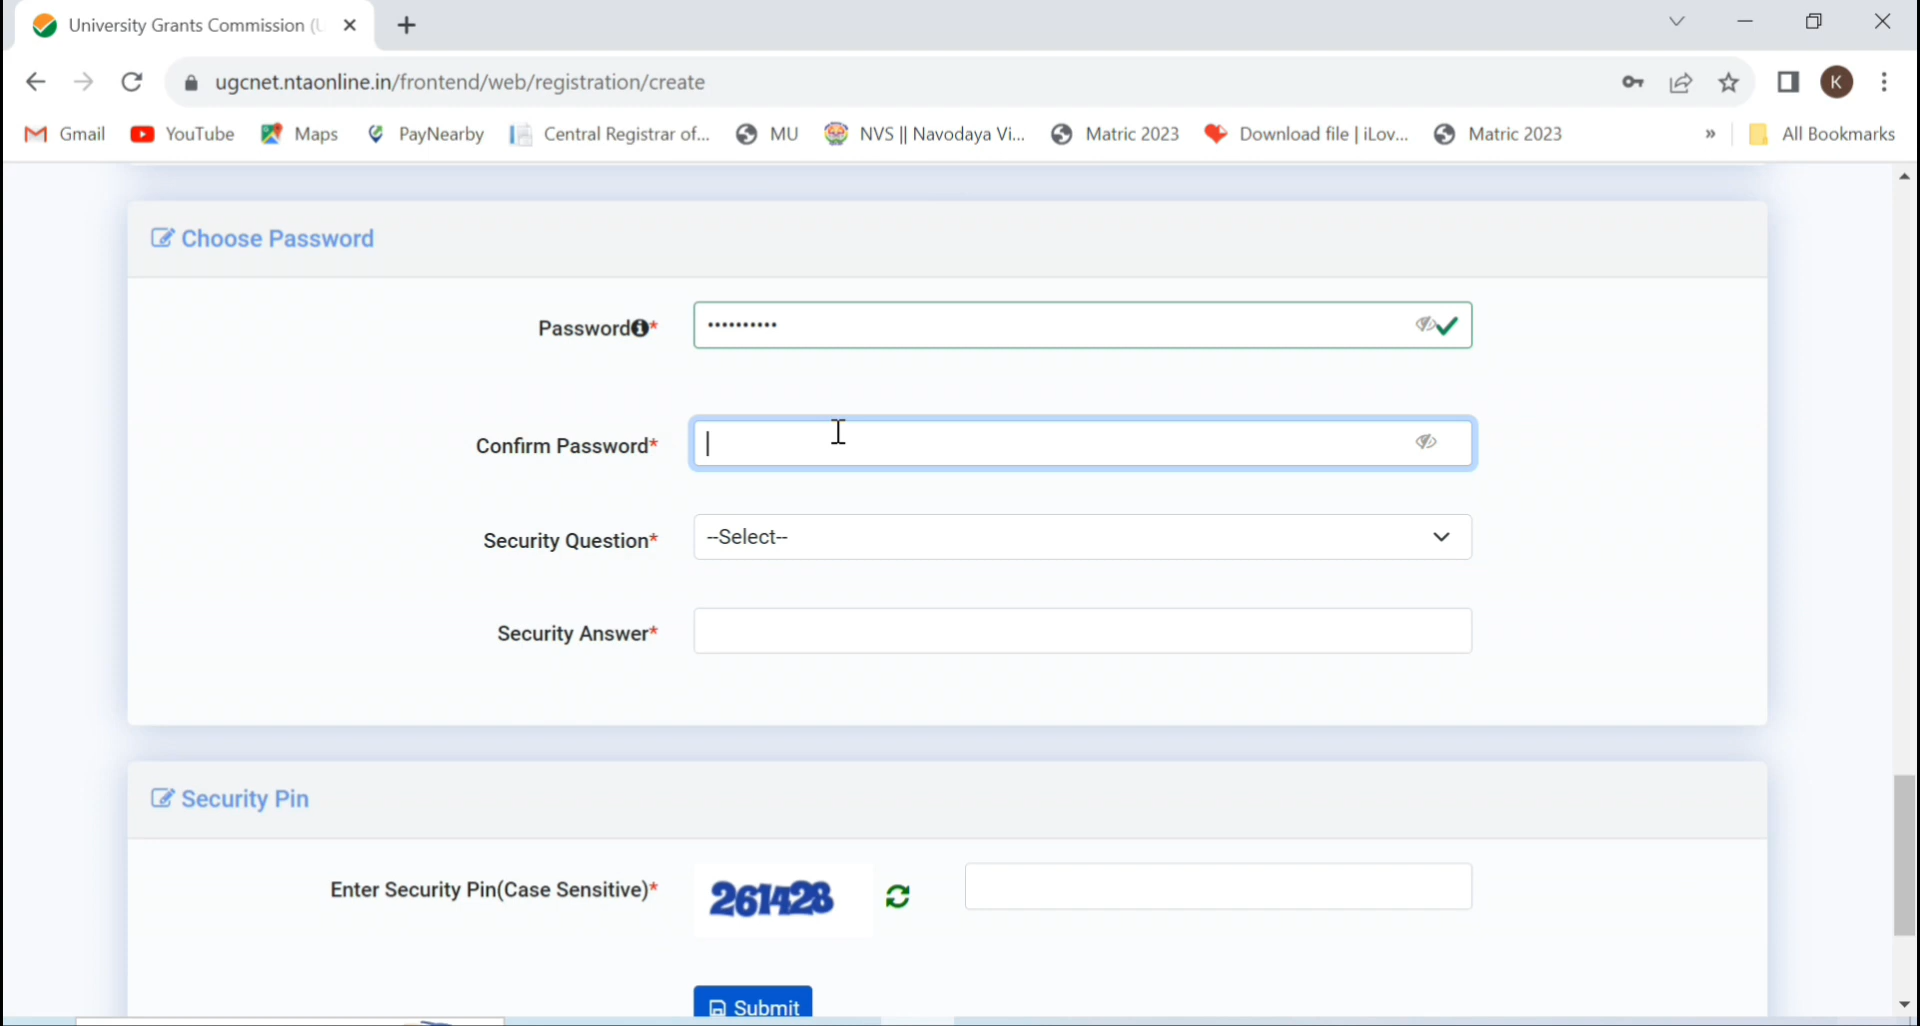 University Grants Commission (U
ugcnet.ntaonline.in/frontend/web/registration/create
K
Gmail YouTube Maps PayNearby Central Registrar of... MU NVS || Navodaya Vi... Matric 2023 Download file | iLov... Matric 2023 » All Bookmarks
Choose Password
Password*
Confirm Password*
Security Question* --Select--
Security Answer*
Security Pin
Enter Security Pin(Case Sensitive)* 261428
Submit